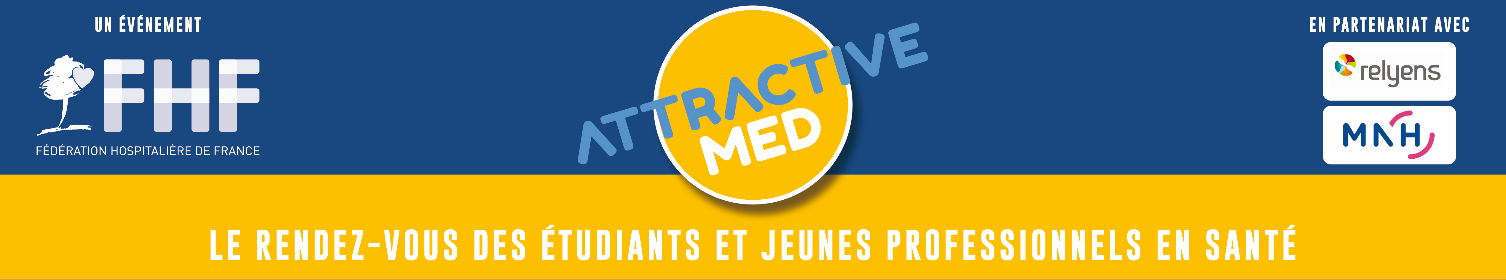 UN ÉVÉNEMENT
FHF
FÉDÉRATION HOSPITALIÈRE DE FRANCE
ATTRACTIVE
MED
EN PARTENARIAT AVEC
relyens
MNH
LE RENDEZ-VOUS DES ÉTUDIANTS ET JEUNES PROFESSIONNELS EN SANTÉ